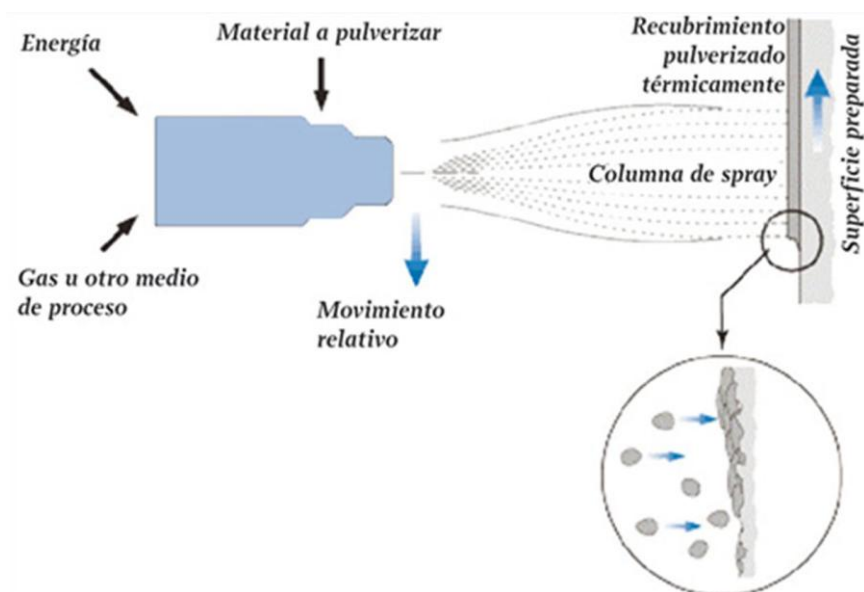 Energía
Material a pulverizar
Recubrimiento
pulverizado
térmicamente
Superficie preparada
Columna de spray
Gas u otro medio
de proceso
Movimiento
relativo